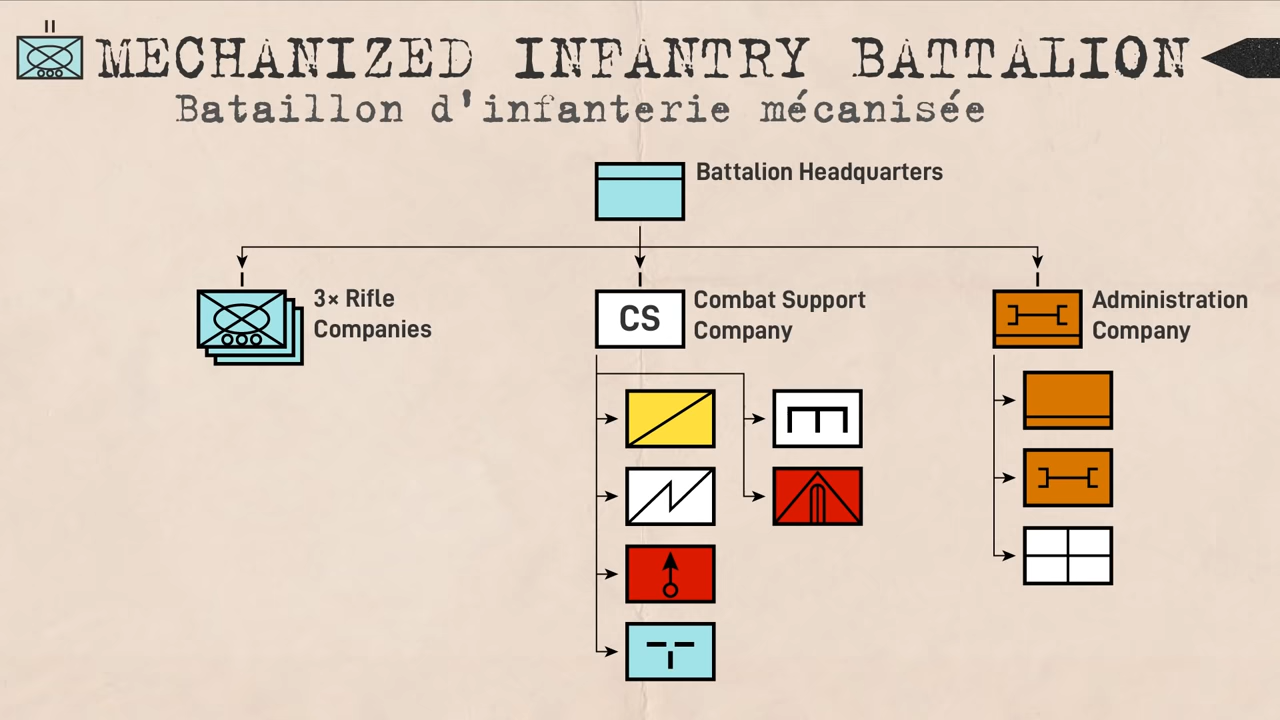 MECHANIZED INFANTRY BATTALION
Bataillon d'infanterie mécanisée
Battalion Headquarters
3× Rifle
Companies
CS
Combat Support
Company
Administration
Company